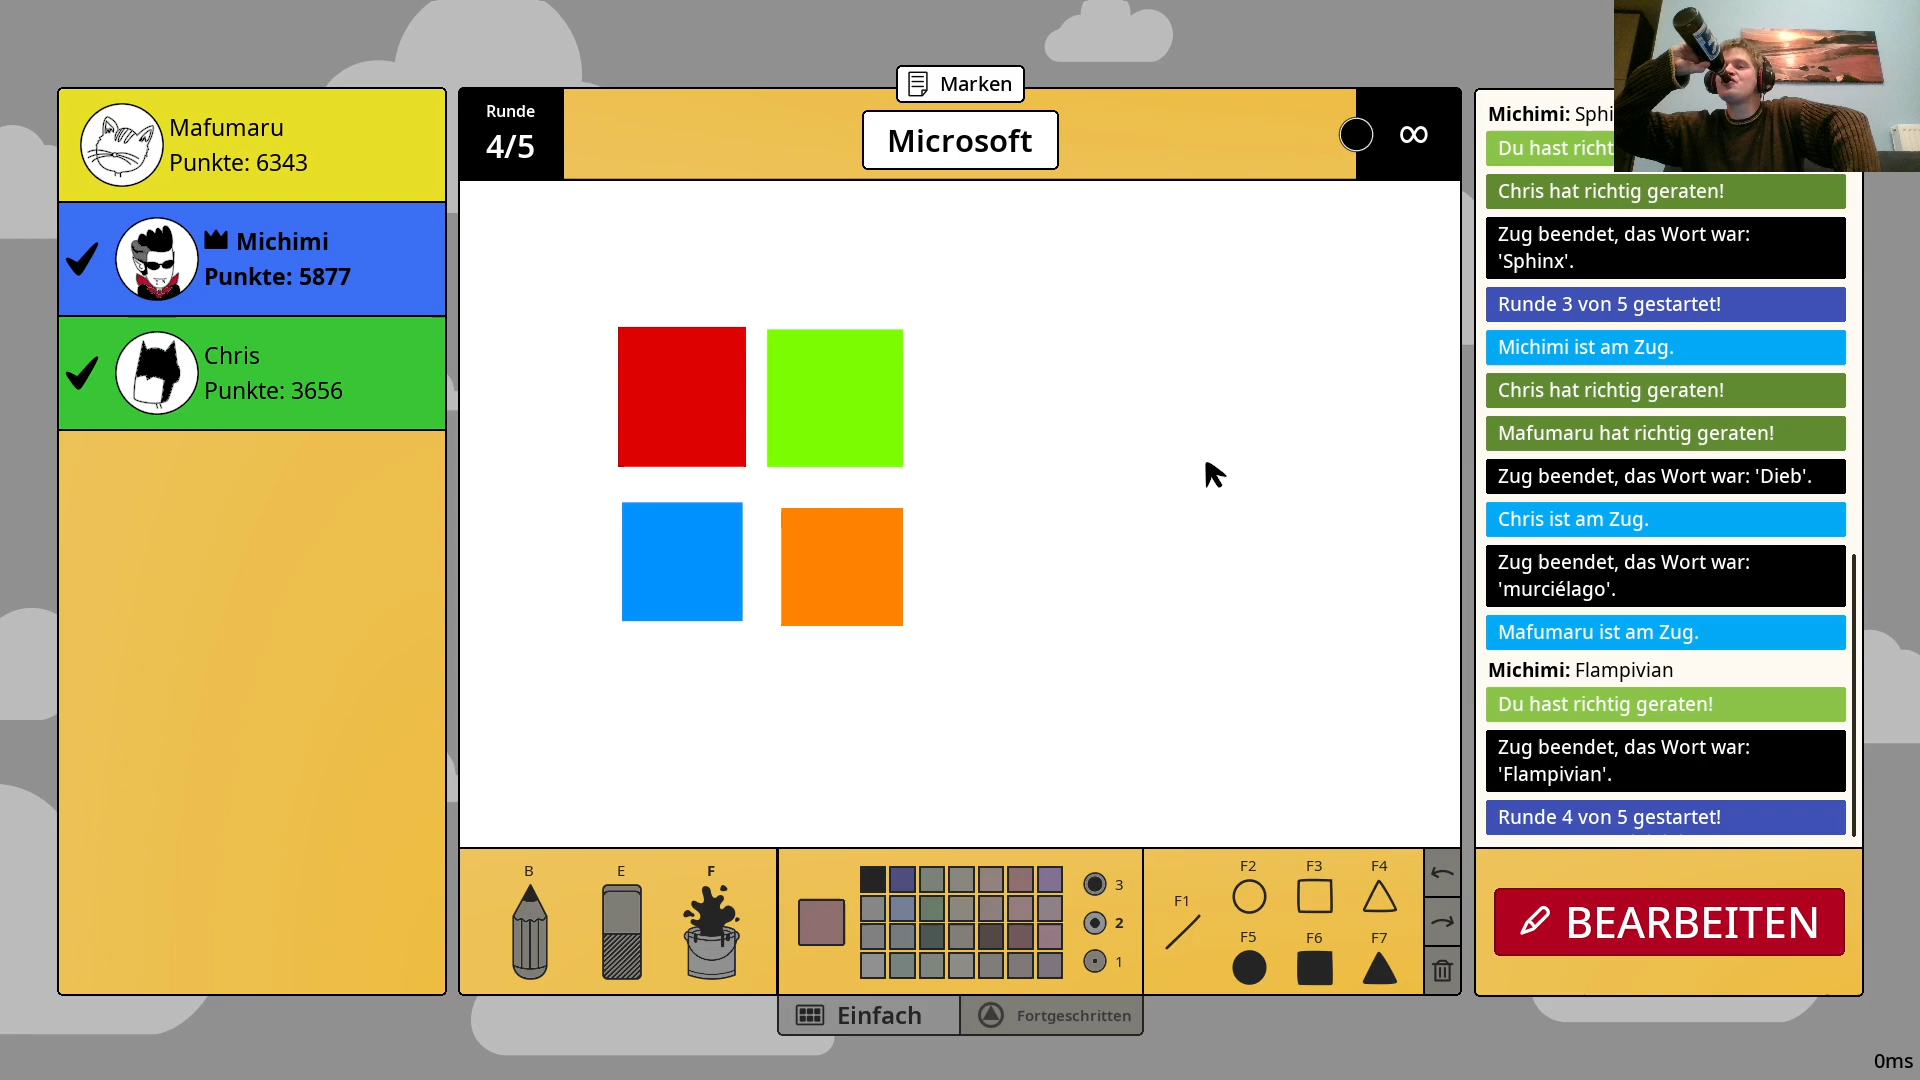 Marken
Mafumaru
Punkte: 6343
Michimi
Punkte: 5877
Chris
Punkte: 3656
Runde
4/5
Microsoft
∞
Michimi: Sphi
Du hast richt
Chris hat richtig geraten!
Zug beendet, das Wort war:
'Sphinx'.
Runde 3 von 5 gestartet!
Michimi ist am Zug.
Chris hat richtig geraten!
Mafumaru hat richtig geraten!
Zug beendet, das Wort war: 'Dieb'.
Chris ist am Zug.
Zug beendet, das Wort war:
'murciélago'.
Mafumaru ist am Zug.
Michimi: Flampivian
Du hast richtig geraten!
Zug beendet, das Wort war:
'Flampivian'.
Runde 4 von 5 gestartet!
B
E
F
3
2
1
F1
F2
F3
F4
F5
F6
F7
BEARBEITEN
Einfach
Fortgeschritten
0ms